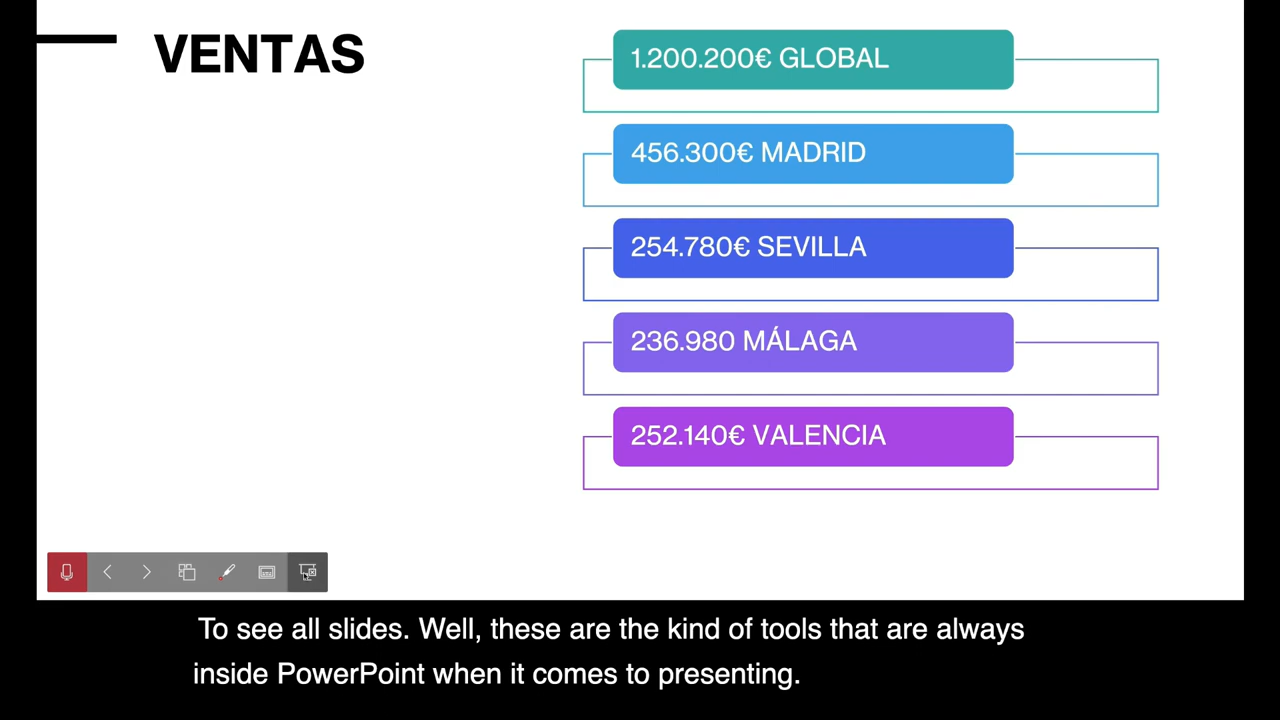 VENTAS
1.200.200€ GLOBAL
456.300€ MADRID
254.780€ SEVILLA
236.980 MÁLAGA
252.140€ VALENCIA
To see all slides. Well, these are the kind of tools that are always
inside PowerPoint when it comes to presenting.